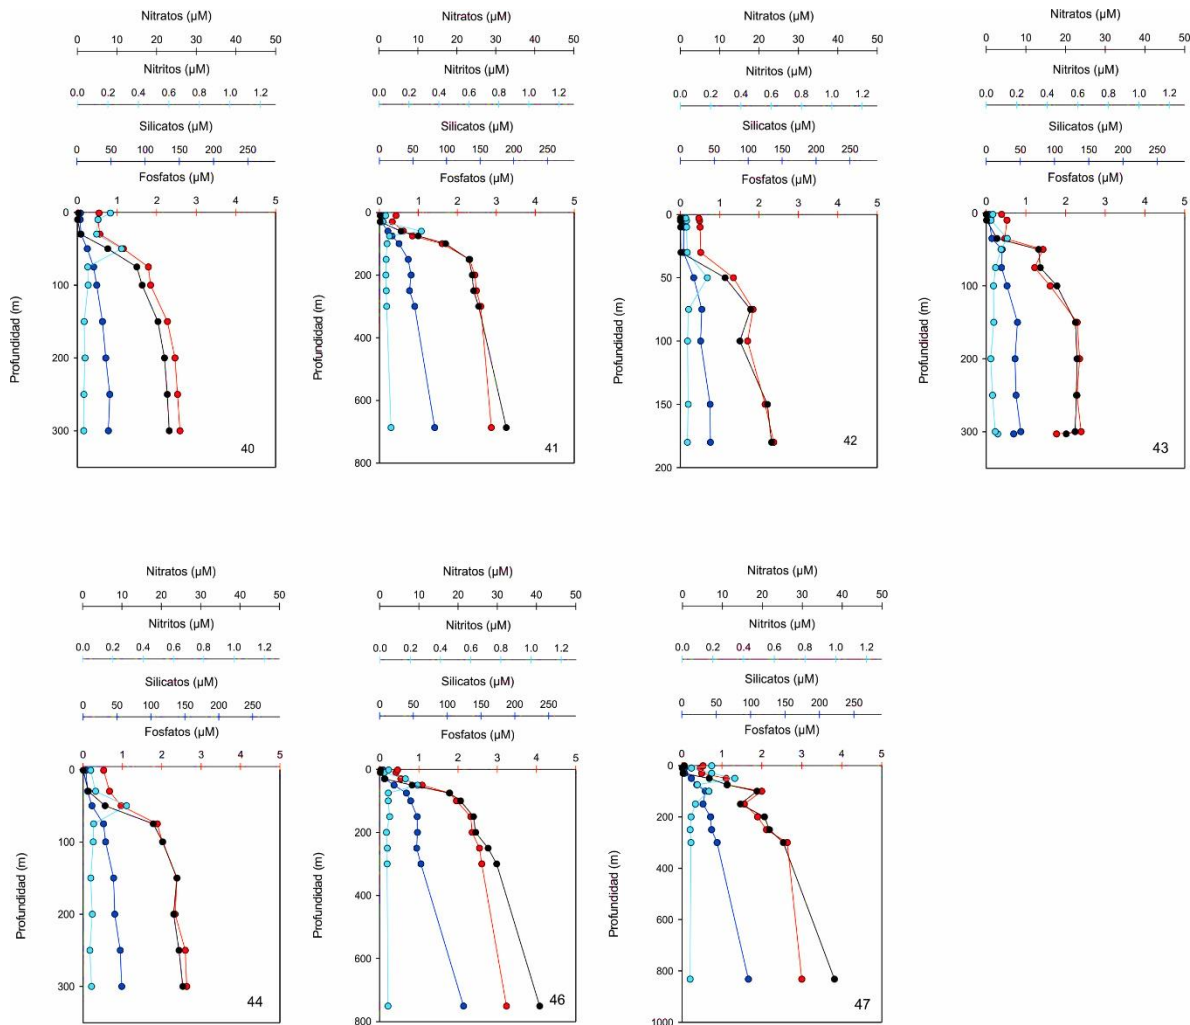 Nitratos (µM)
0 10 20 30 40 50
Nitritos (µM)
0.0 0.2 0.4 0.6 0.8 1.0 1.2
Silicatos (µM)
0 50 100 150 200 250
Fosfatos (µM)
0 1 2 3 4 5
Profundidad (m)
0
100
200
300
40
Nitratos (µM)
0 10 20 30 40 50
Nitritos (µM)
0.0 0.2 0.4 0.6 0.8 1.0 1.2
Silicatos (µM)
0 50 100 150 200 250
Fosfatos (µM)
0 1 2 3 4 5
Profundidad (m)
0
200
400
600
800
41
Nitratos (µM)
0 10 20 30 40 50
Nitritos (µM)
0.0 0.2 0.4 0.6 0.8 1.0 1.2
Silicatos (µM)
0 50 100 150 200 250
Fosfatos (µM)
0 1 2 3 4 5
Profundidad (m)
0
50
100
150
200
42
Nitratos (µM)
0 10 20 30 40 50
Nitritos (µM)
0.0 0.2 0.4 0.6 0.8 1.0 1.2
Silicatos (µM)
0 50 100 150 200 250
Fosfatos (µM)
0 1 2 3 4 5
Profundidad (m)
0
100
200
300
43
Nitratos (µM)
0 10 20 30 40 50
Nitritos (µM)
0.0 0.2 0.4 0.6 0.8 1.0 1.2
Silicatos (µM)
0 50 100 150 200 250
Fosfatos (µM)
0 1 2 3 4 5
Profundidad (m)
0
100
200
300
44
Nitratos (µM)
0 10 20 30 40 50
Nitritos (µM)
0.0 0.2 0.4 0.6 0.8 1.0 1.2
Silicatos (µM)
0 50 100 150 200 250
Fosfatos (µM)
0 1 2 3 4 5
Profundidad (m)
0
200
400
600
800
46
Nitratos (µM)
0 10 20 30 40 50
Nitritos (µM)
0.0 0.2 0.4 0.6 0.8 1.0 1.2
Silicatos (µM)
0 50 100 150 200 250
Fosfatos (µM)
0 1 2 3 4 5
Profundidad (m)
0
200
400
600
800
1000
47